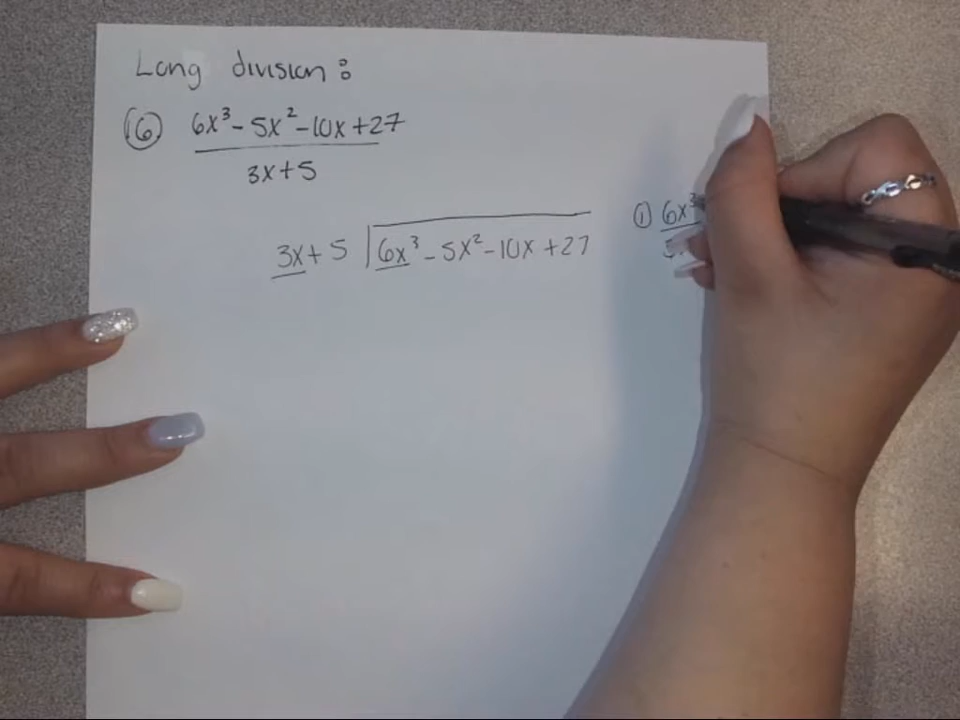 Long division:
⑥ 6x³ - 5x² - 10x + 27
3x + 5
① 6x³
3x + 5 6x³ - 5x² - 10x + 27